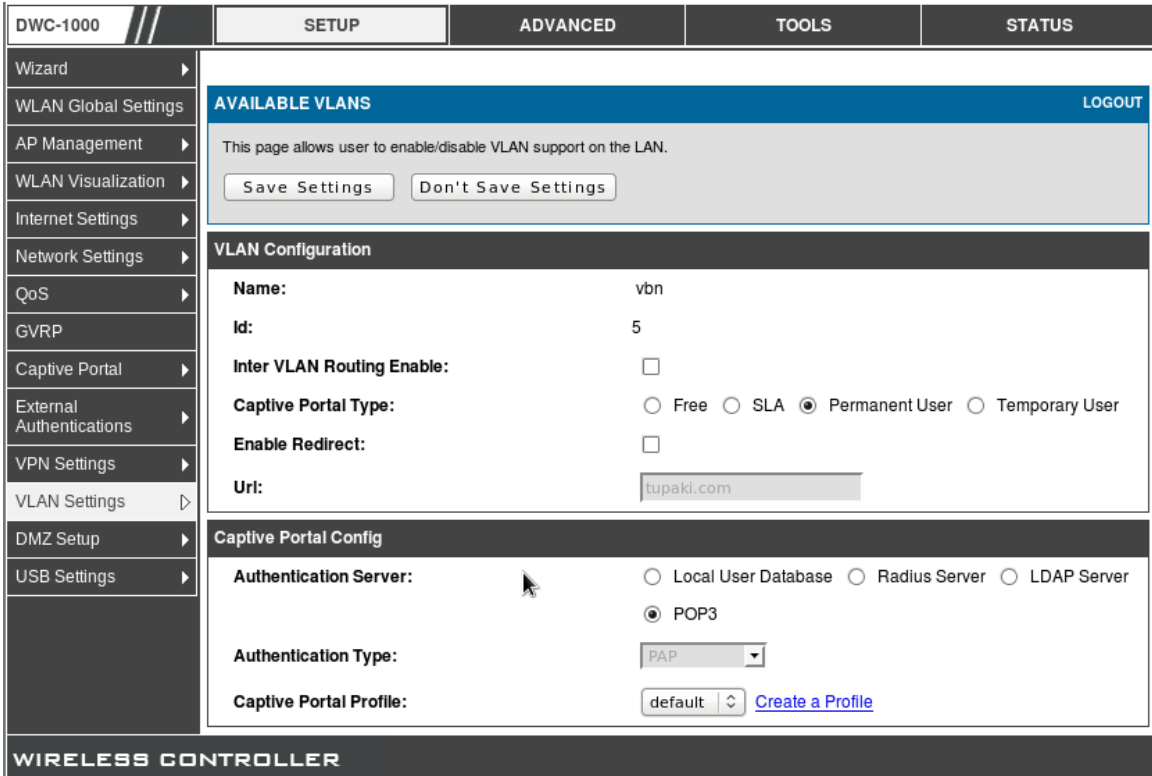 DWC-1000 SETUP ADVANCED TOOLS STATUS
Wizard
WLAN Global Settings
AP Management
WLAN Visualization
Internet Settings
Network Settings
QoS
GVRP
Captive Portal
External
Authentications
VPN Settings
VLAN Settings
DMZ Setup
USB Settings
AVAILABLE VLANS LOGOUT
This page allows user to enable/disable VLAN support on the LAN.
Save Settings Don't Save Settings
VLAN Configuration
Name: vbn
Id: 5
Inter VLAN Routing Enable:
Captive Portal Type: Free SLA Permanent User Temporary User
Enable Redirect:
Url: tupaki.com
Captive Portal Config
Authentication Server: Local User Database Radius Server LDAP Server
POP3
Authentication Type: PAP
Captive Portal Profile: default Create a Profile
WIRELESS CONTROLLER